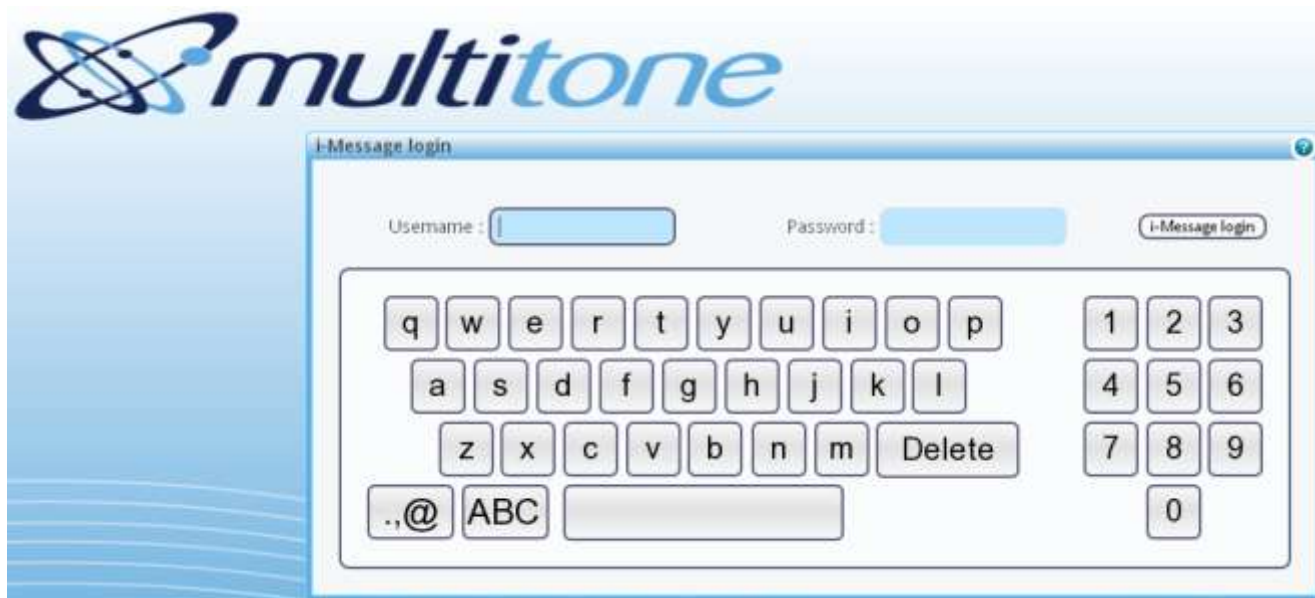 multitone
i-Message login
?
Username : Password : i-Message login
q w e r t y u i o p 1 2 3
a s d f g h j k l 4 5 6
z x c v b n m Delete 7 8 9
.,@ ABC 0